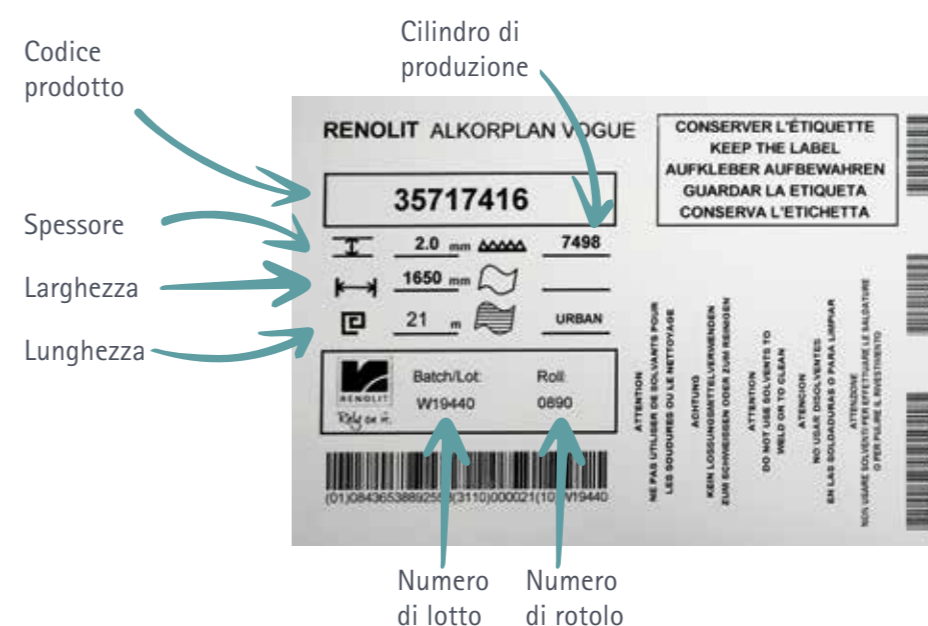 Codice
prodotto
Cilindro di
produzione
RENOLIT ALKORPLAN VOGUE
CONSERVER L'ÉTIQUETTE
KEEP THE LABEL
AUFKLEBER AUFBEWAHREN
GUARDAR LA ETIQUETA
CONSERVA L'ETICHETTA
35717416
Spessore
2.0 mm 7498
Larghezza
1650 mm
Lunghezza
21 m URBAN
RENOLIT
Rely on it.
Batch/Lot: Roll:
W19440 0890
ATTENTION
NE PAS UTILISER DE SOLVANTS POUR
LES SOUDURES OU LE NETTOYAGE
ACHTUNG
KEIN LOSSUNGSMITTELVERWENDEN
ZUM SCHWEISSEN ODER ZUM REINIGEN
ATTENTION
DO NOT USE SOLVENTS TO
WELD OR TO CLEAN
ATENCION
NO USAR DISOLVENTES
EN LAS SOLDADURAS O PARA LIMPIAR
ATTENZIONE
NON USARE SOLVENTI PER EFFETTUARE LE SALDATURE
O PER PULIRE IL RIVESTIMENTO
Numero
di lotto
Numero
di rotolo